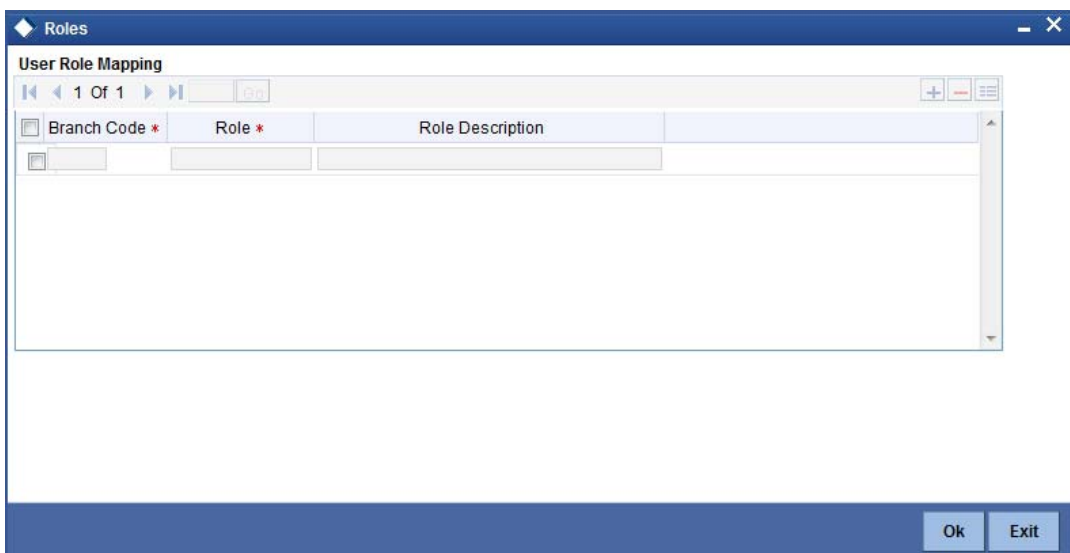 Roles
User Role Mapping
1 Of 1 Go
Branch Code * Role * Role Description
Ok Exit